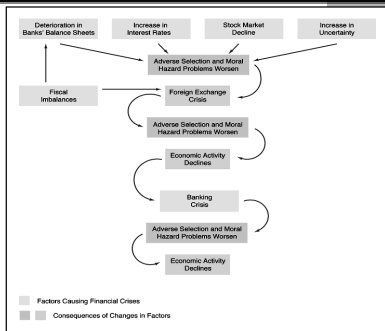 Deterioration in
Banks' Balance Sheets
Increase in
Interest Rates
Stock Market
Decline
Increase in
Uncertainty
Adverse Selection and Moral
Hazard Problems Worsen
Fiscal
Imbalances
Foreign Exchange
Crisis
Adverse Selection and Moral
Hazard Problems Worsen
Economic Activity
Declines
Banking
Crisis
Adverse Selection and Moral
Hazard Problems Worsen
Economic Activity
Declines
Factors Causing Financial Crises
Consequences of Changes in Factors